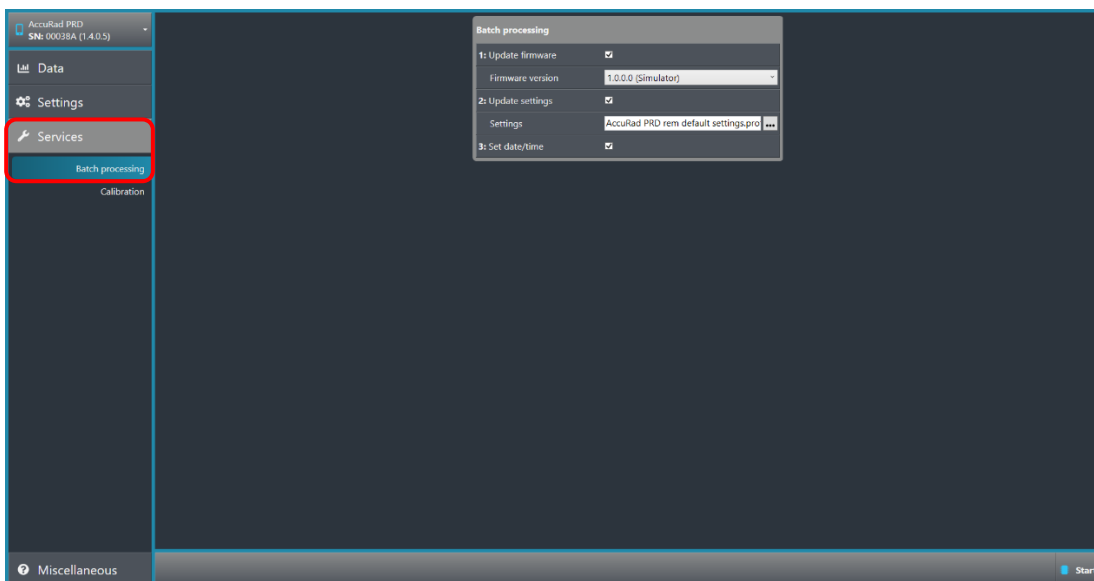 AccuRad PRD
SN: 00038A (1.4.0.5)
Data
Settings
Services
Batch processing
Calibration
Miscellaneous
Batch processing
1: Update firmware
Firmware version 1.0.0.0 (Simulator)
2: Update settings
Settings AccuRad PRD rem default settings.prof ...
3: Set date/time
Start